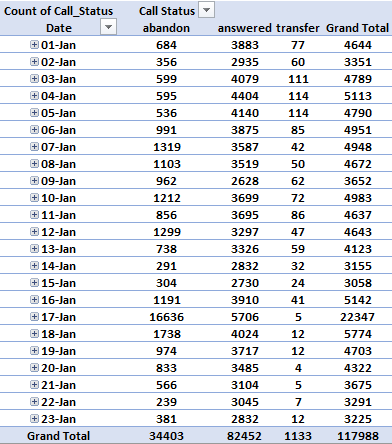 Count of Call_Status Call Status
Date abandon answered transfer Grand Total
01-Jan 684 3883 77 4644
02-Jan 356 2935 60 3351
03-Jan 599 4079 111 4789
04-Jan 595 4404 114 5113
05-Jan 536 4140 114 4790
06-Jan 991 3875 85 4951
07-Jan 1319 3587 42 4948
08-Jan 1103 3519 50 4672
09-Jan 962 2628 62 3652
10-Jan 1212 3699 72 4983
11-Jan 856 3695 86 4637
12-Jan 1299 3297 47 4643
13-Jan 738 3326 59 4123
14-Jan 291 2832 32 3155
15-Jan 304 2730 24 3058
16-Jan 1191 3910 41 5142
17-Jan 16636 5706 5 22347
18-Jan 1738 4024 12 5774
19-Jan 974 3717 12 4703
20-Jan 833 3485 4 4322
21-Jan 566 3104 5 3675
22-Jan 239 3045 7 3291
23-Jan 381 2832 12 3225
Grand Total 34403 82452 1133 117988